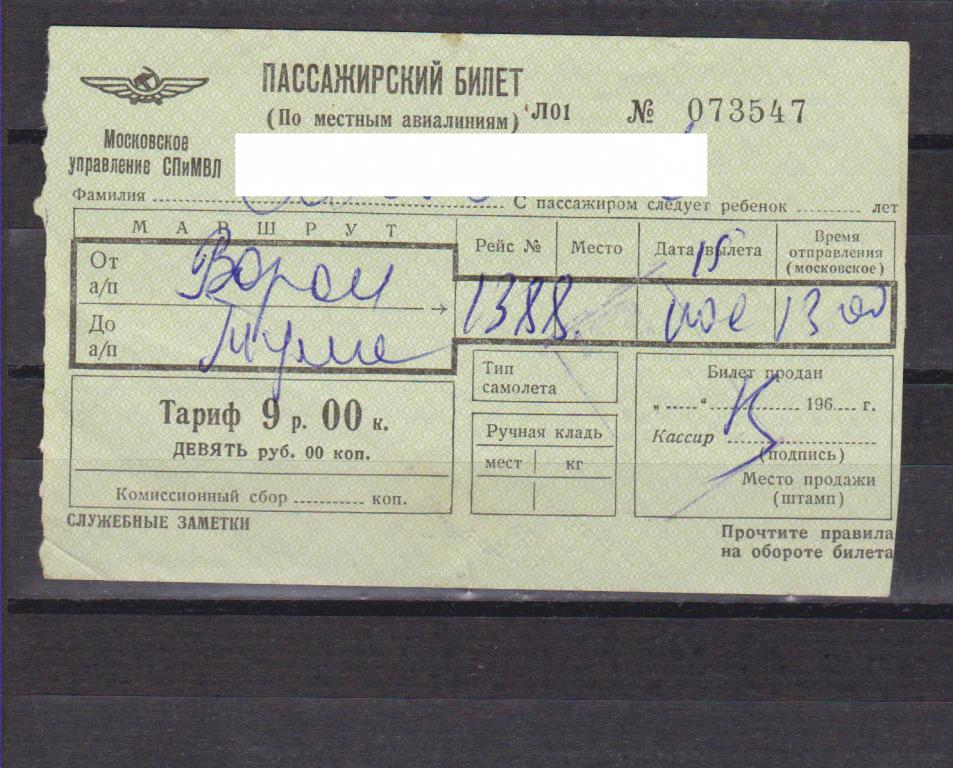 ПАССАЖИРСКИЙ БИЛЕТ
(По местным авиалиниям) Л01 № 073547
Московское
управление СПиМВЛ
Фамилия С пассажиром следует ребенок лет
МАРШРУТ Рейс № Место Дата вылета Время отправления (московское)
От а/п Ворон
До а/п
1388. 15 13 00
Тип самолета
Билет продан
„ “ 196 г.
Кассир
(подпись)
Место продажи
(штамп)
Тариф 9 р. 00 к.
ДЕВЯТЬ руб. 00 коп.
Комиссионный сбор коп.
Ручная кладь
мест кг
СЛУЖЕБНЫЕ ЗАМЕТКИ
Прочтите правила
на обороте билета